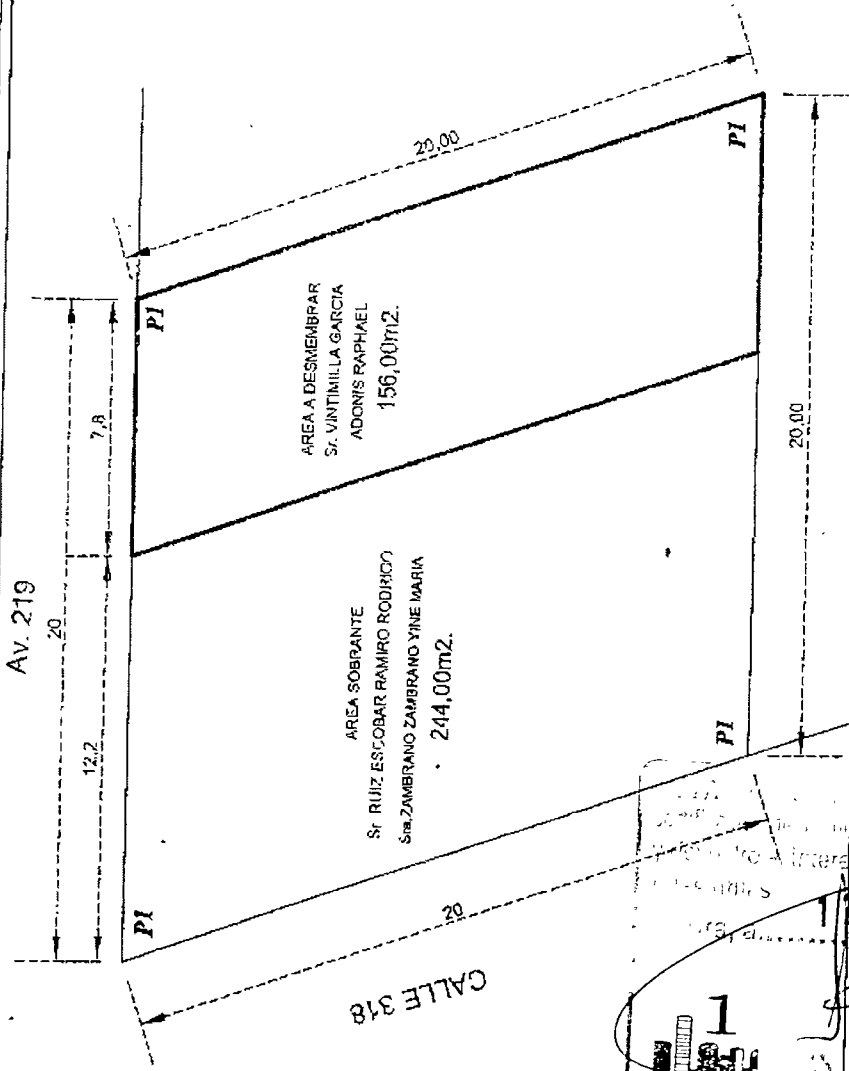 Av. 219
20
12,2
7,8
P1
P1
20,00
AREA A DESMEMBRAR
Sr. VINTIMILLA GARCIA
ADONIS RAPHAEL
156,00m2.
AREA SOBRANTE
Sr RUIZ ESCOBAR RAMIRO RODRIGO
Sra. ZAMBRANO ZAMBRANO YINE MARIA
244,00m2.
20
CALLE 318
P1
P1
20,00
1